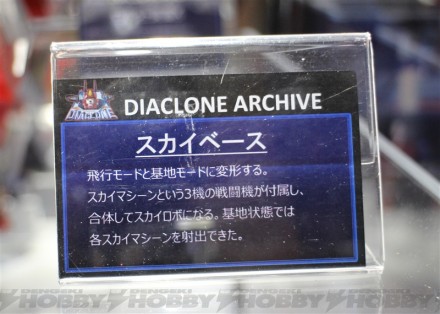 DIACLONE
DIACLONE ARCHIVE
スカイベース
飛行モードと基地モードに変形する。
スカイマシーンという3機の戦闘機が付属し、
合体してスカイロボになる。基地状態では
各スカイマシーンを射出できた。
DENGEKI HOBBY
DENGEKI HOBBY
DENGEKI HOBBY